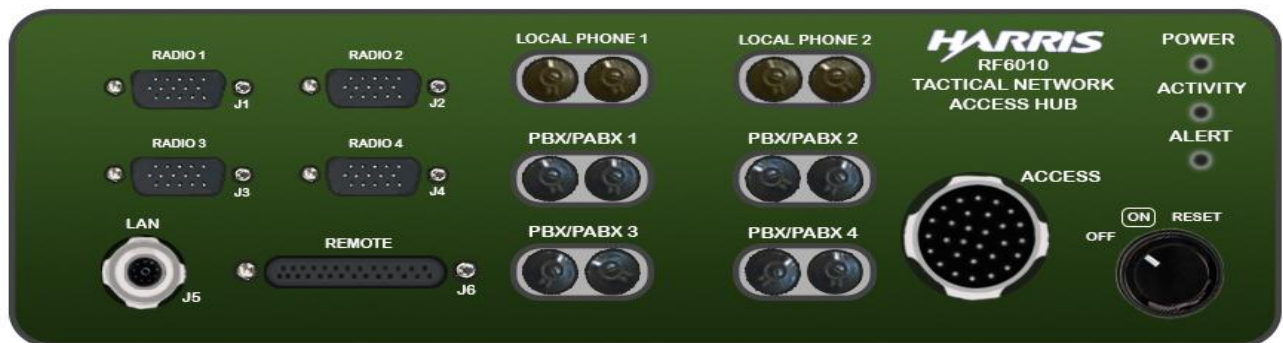 RADIO 1
J1
RADIO 2
J2
RADIO 3
J3
RADIO 4
J4
LAN
J5
REMOTE
J6
LOCAL PHONE 1
LOCAL PHONE 2
PBX/PABX 1
PBX/PABX 2
PBX/PABX 3
PBX/PABX 4
HARRIS
RF6010
TACTICAL NETWORK
ACCESS HUB
POWER
ACTIVITY
ALERT
ACCESS
OFF
ON
RESET